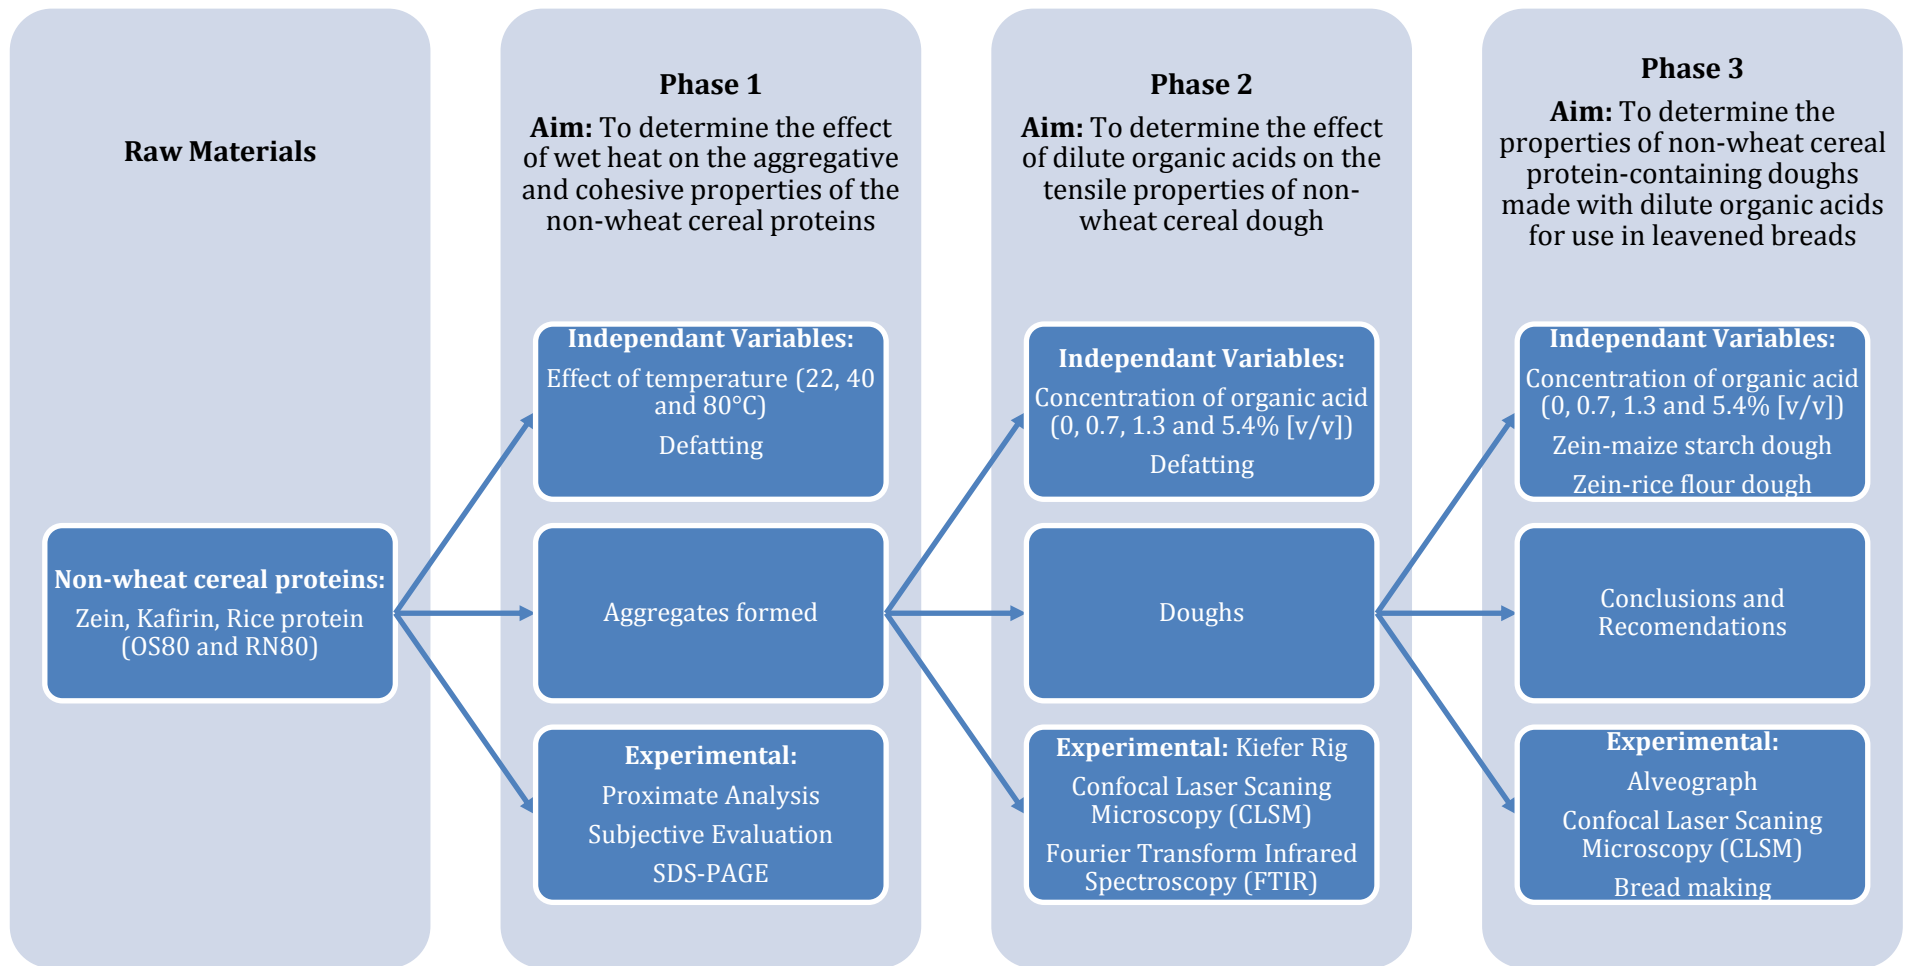 Raw Materials
Non-wheat cereal proteins:
Zein, Kafirin, Rice protein
(OS80 and RN80)
Phase 1
Aim: To determine the effect
of wet heat on the aggregative
and cohesive properties of the
non-wheat cereal proteins
Independant Variables:
Effect of temperature (22, 40
and 80°C)
Defatting
Aggregates formed
Experimental:
Proximate Analysis
Subjective Evaluation
SDS-PAGE
Phase 2
Aim: To determine the effect
of dilute organic acids on the
tensile properties of non-
wheat cereal dough
Independant Variables:
Concentration of organic acid
(0, 0.7, 1.3 and 5.4% [v/v])
Defatting
Doughs
Experimental: Kiefer Rig
Confocal Laser Scaning
Microscopy (CLSM)
Fourier Transform Infrared
Spectroscopy (FTIR)
Phase 3
Aim: To determine the
properties of non-wheat cereal
protein-containing doughs
made with dilute organic acids
for use in leavened breads
Independant Variables:
Concentration of organic acid
(0, 0.7, 1.3 and 5.4% [v/v])
Zein-maize starch dough
Zein-rice flour dough
Conclusions and
Recomendations
Experimental:
Alveograph
Confocal Laser Scaning
Microscopy (CLSM)
Bread making